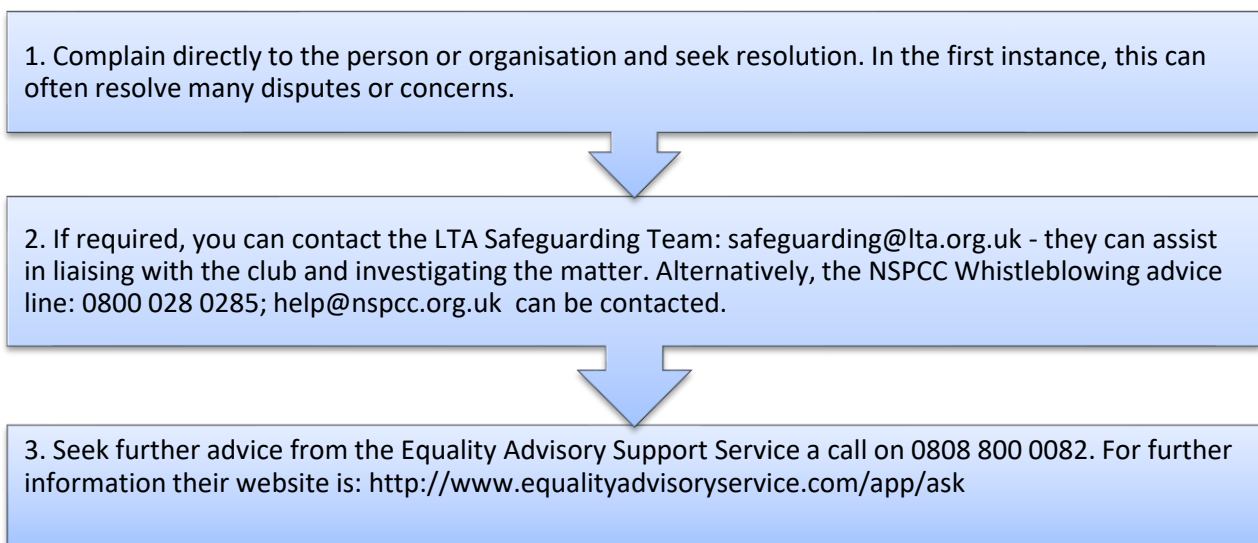 1. Complain directly to the person or organisation and seek resolution. In the first instance, this can
often resolve many disputes or concerns.
2. If required, you can contact the LTA Safeguarding Team: safeguarding@lta.org.uk - they can assist
in liaising with the club and investigating the matter. Alternatively, the NSPCC Whistleblowing advice
line: 0800 028 0285; help@nspcc.org.uk can be contacted.
3. Seek further advice from the Equality Advisory Support Service a call on 0808 800 0082. For further
information their website is: http://www.equalityadvisoryservice.com/app/ask